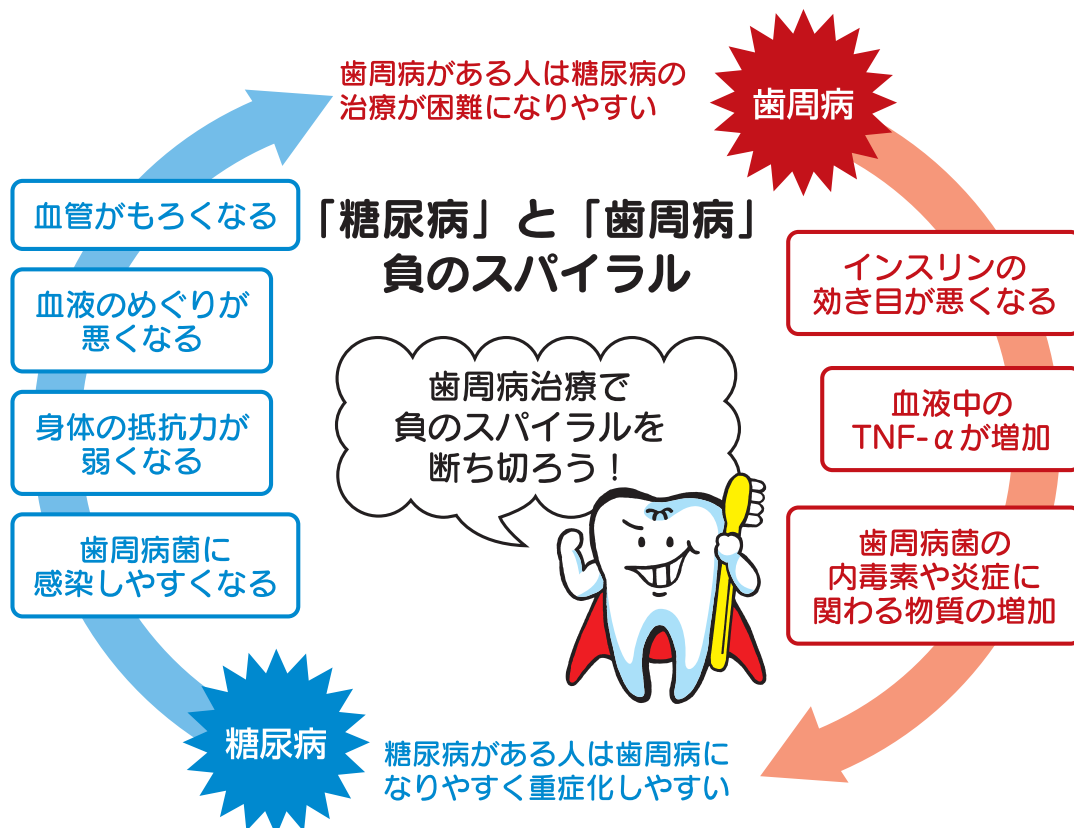 歯周病がある人は糖尿病の
治療が困難になりやすい
歯周病
「糖尿病」と「歯周病」
負のスパイラル
血管がもろくなる
血液のめぐりが
悪くなる
身体の抵抗力が
弱くなる
歯周病菌に
感染しやすくなる
インスリンの
効き目が悪くなる
血液中の
TNF-αが増加
歯周病菌の
内毒素や炎症に
関わる物質の増加
歯周病治療で
負のスパイラルを
断ち切ろう！
糖尿病
糖尿病がある人は歯周病に
なりやすく重症化しやすい